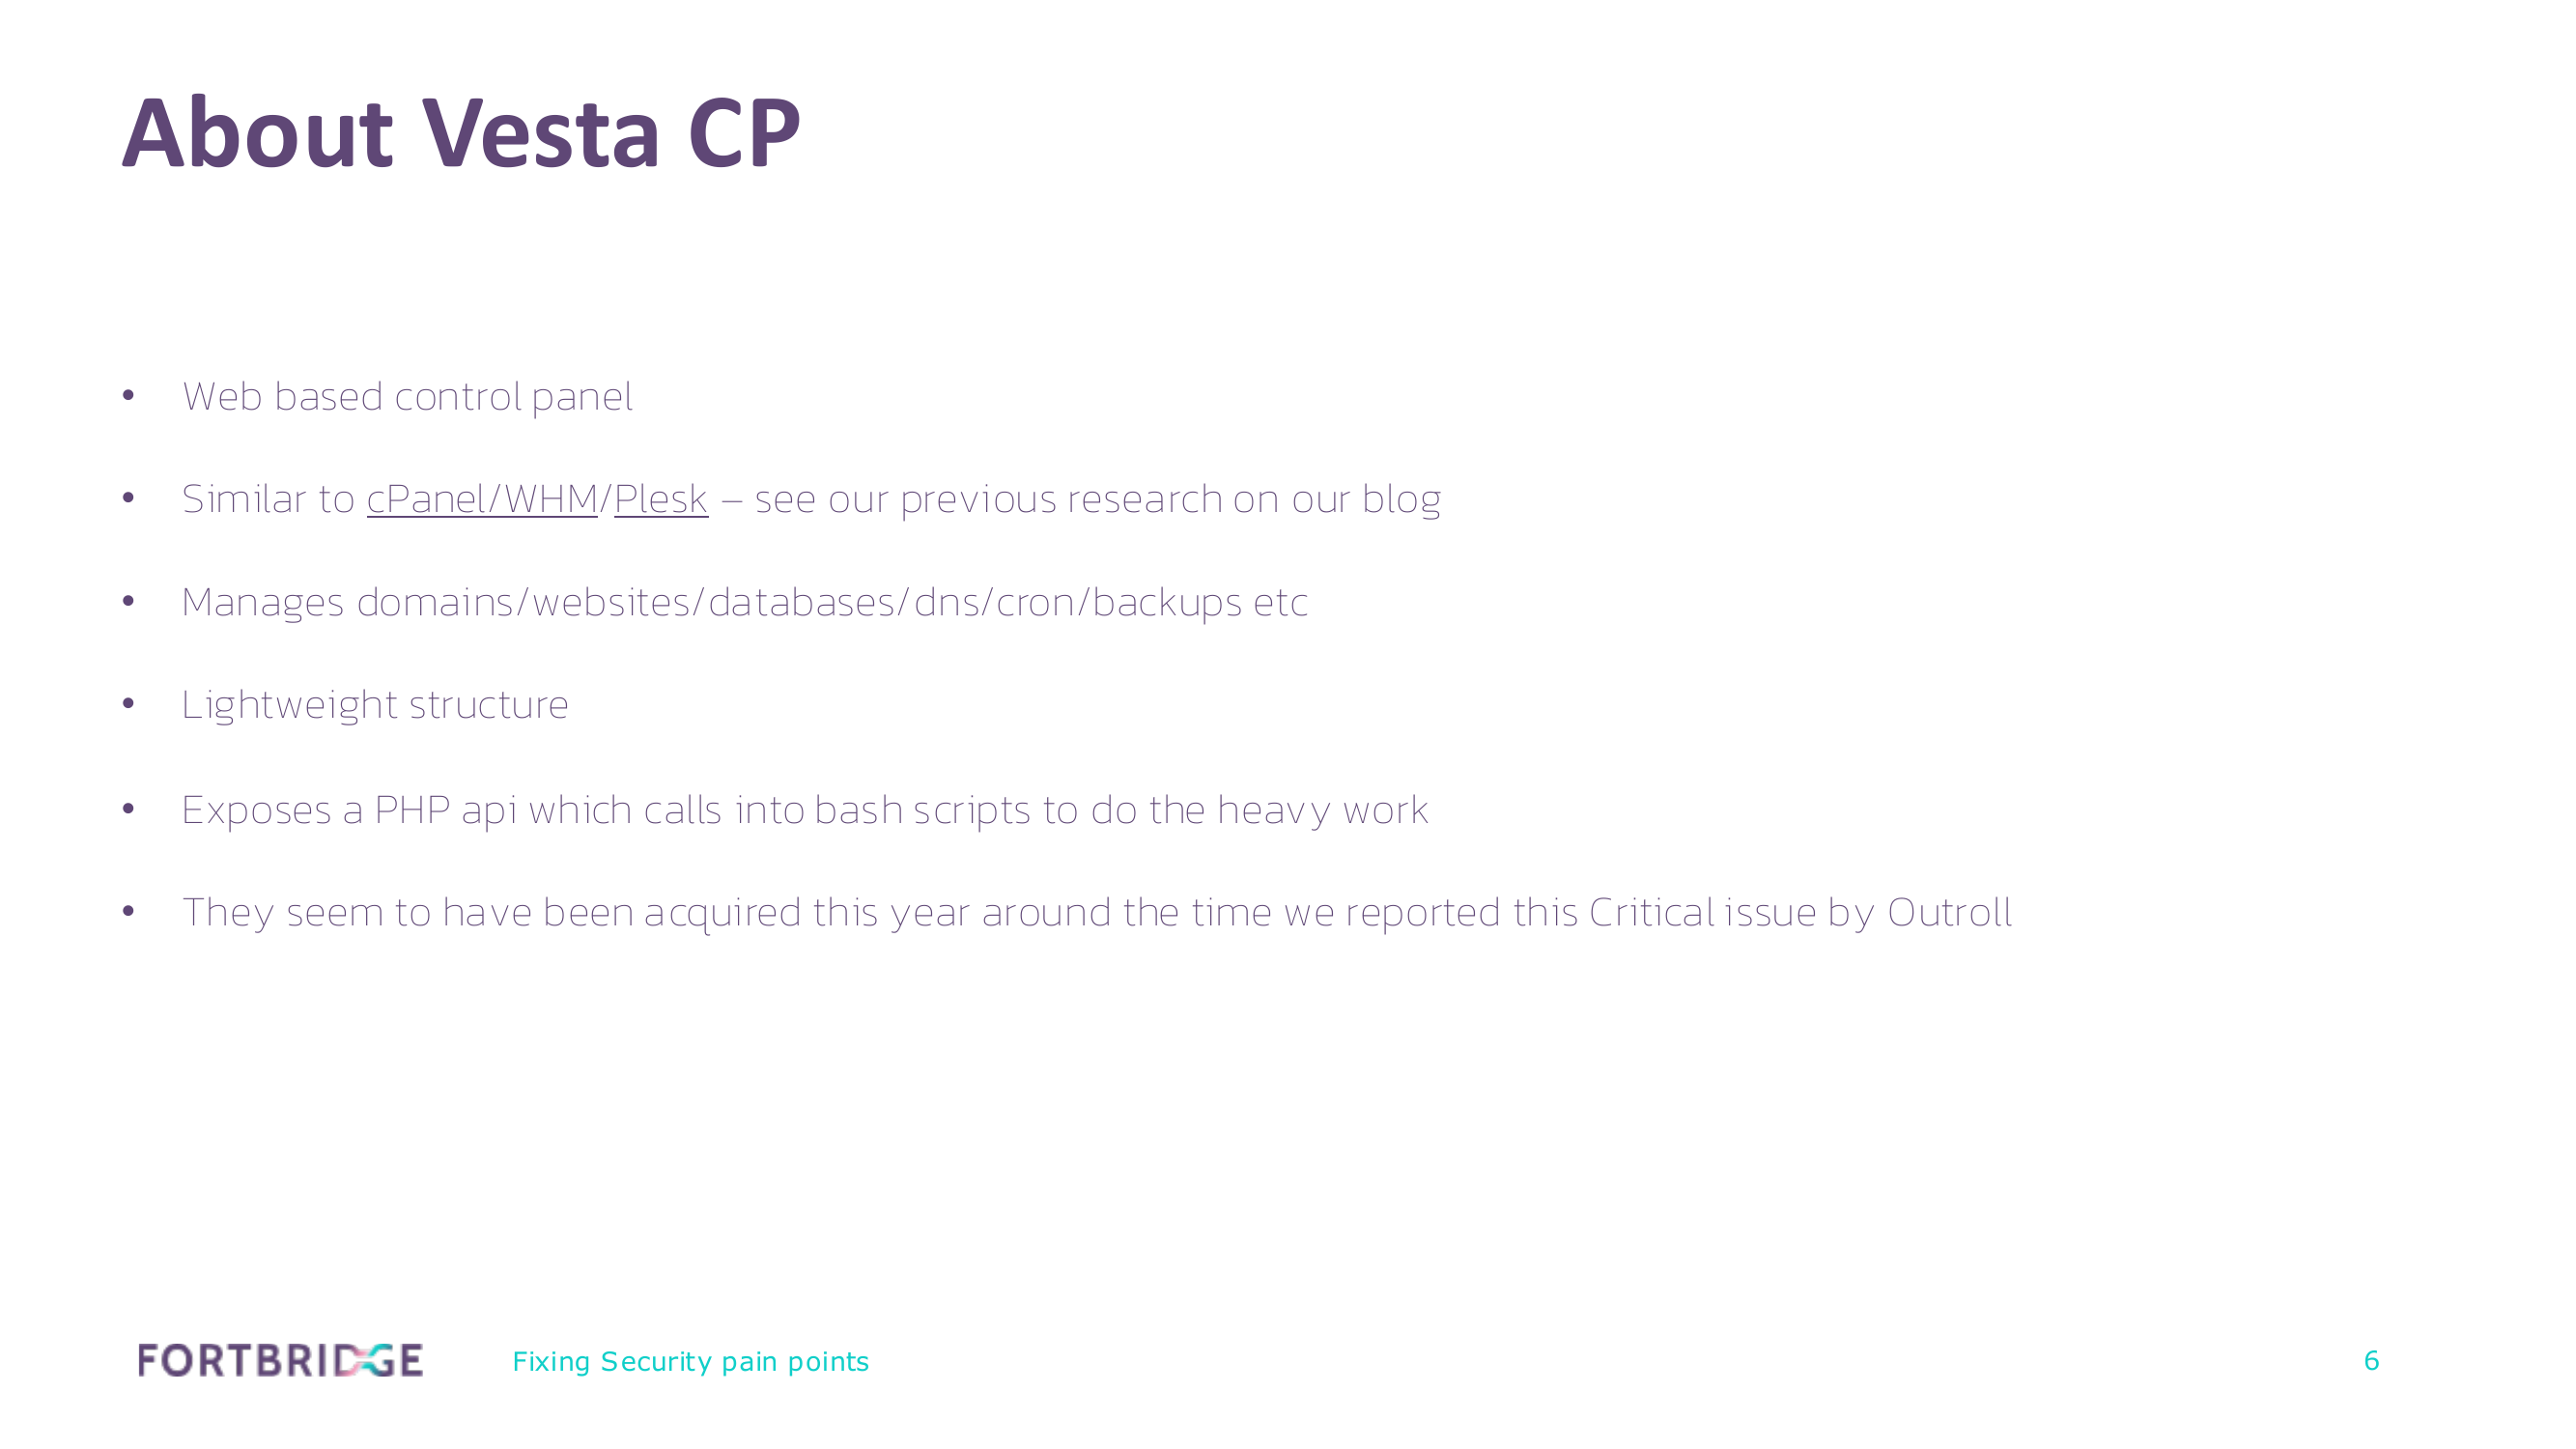 About Vesta CP
• Web based control panel
• Similar to cPanel/WHM/Plesk – see our previous research on our blog
• Manages domains/websites/databases/dns/cron/backups etc
• Lightweight structure
• Exposes a PHP api which calls into bash scripts to do the heavy work
• They seem to have been acquired this year around the time we reported this Critical issue by Outroll
FORTBRIDGE
Fixing Security pain points
6